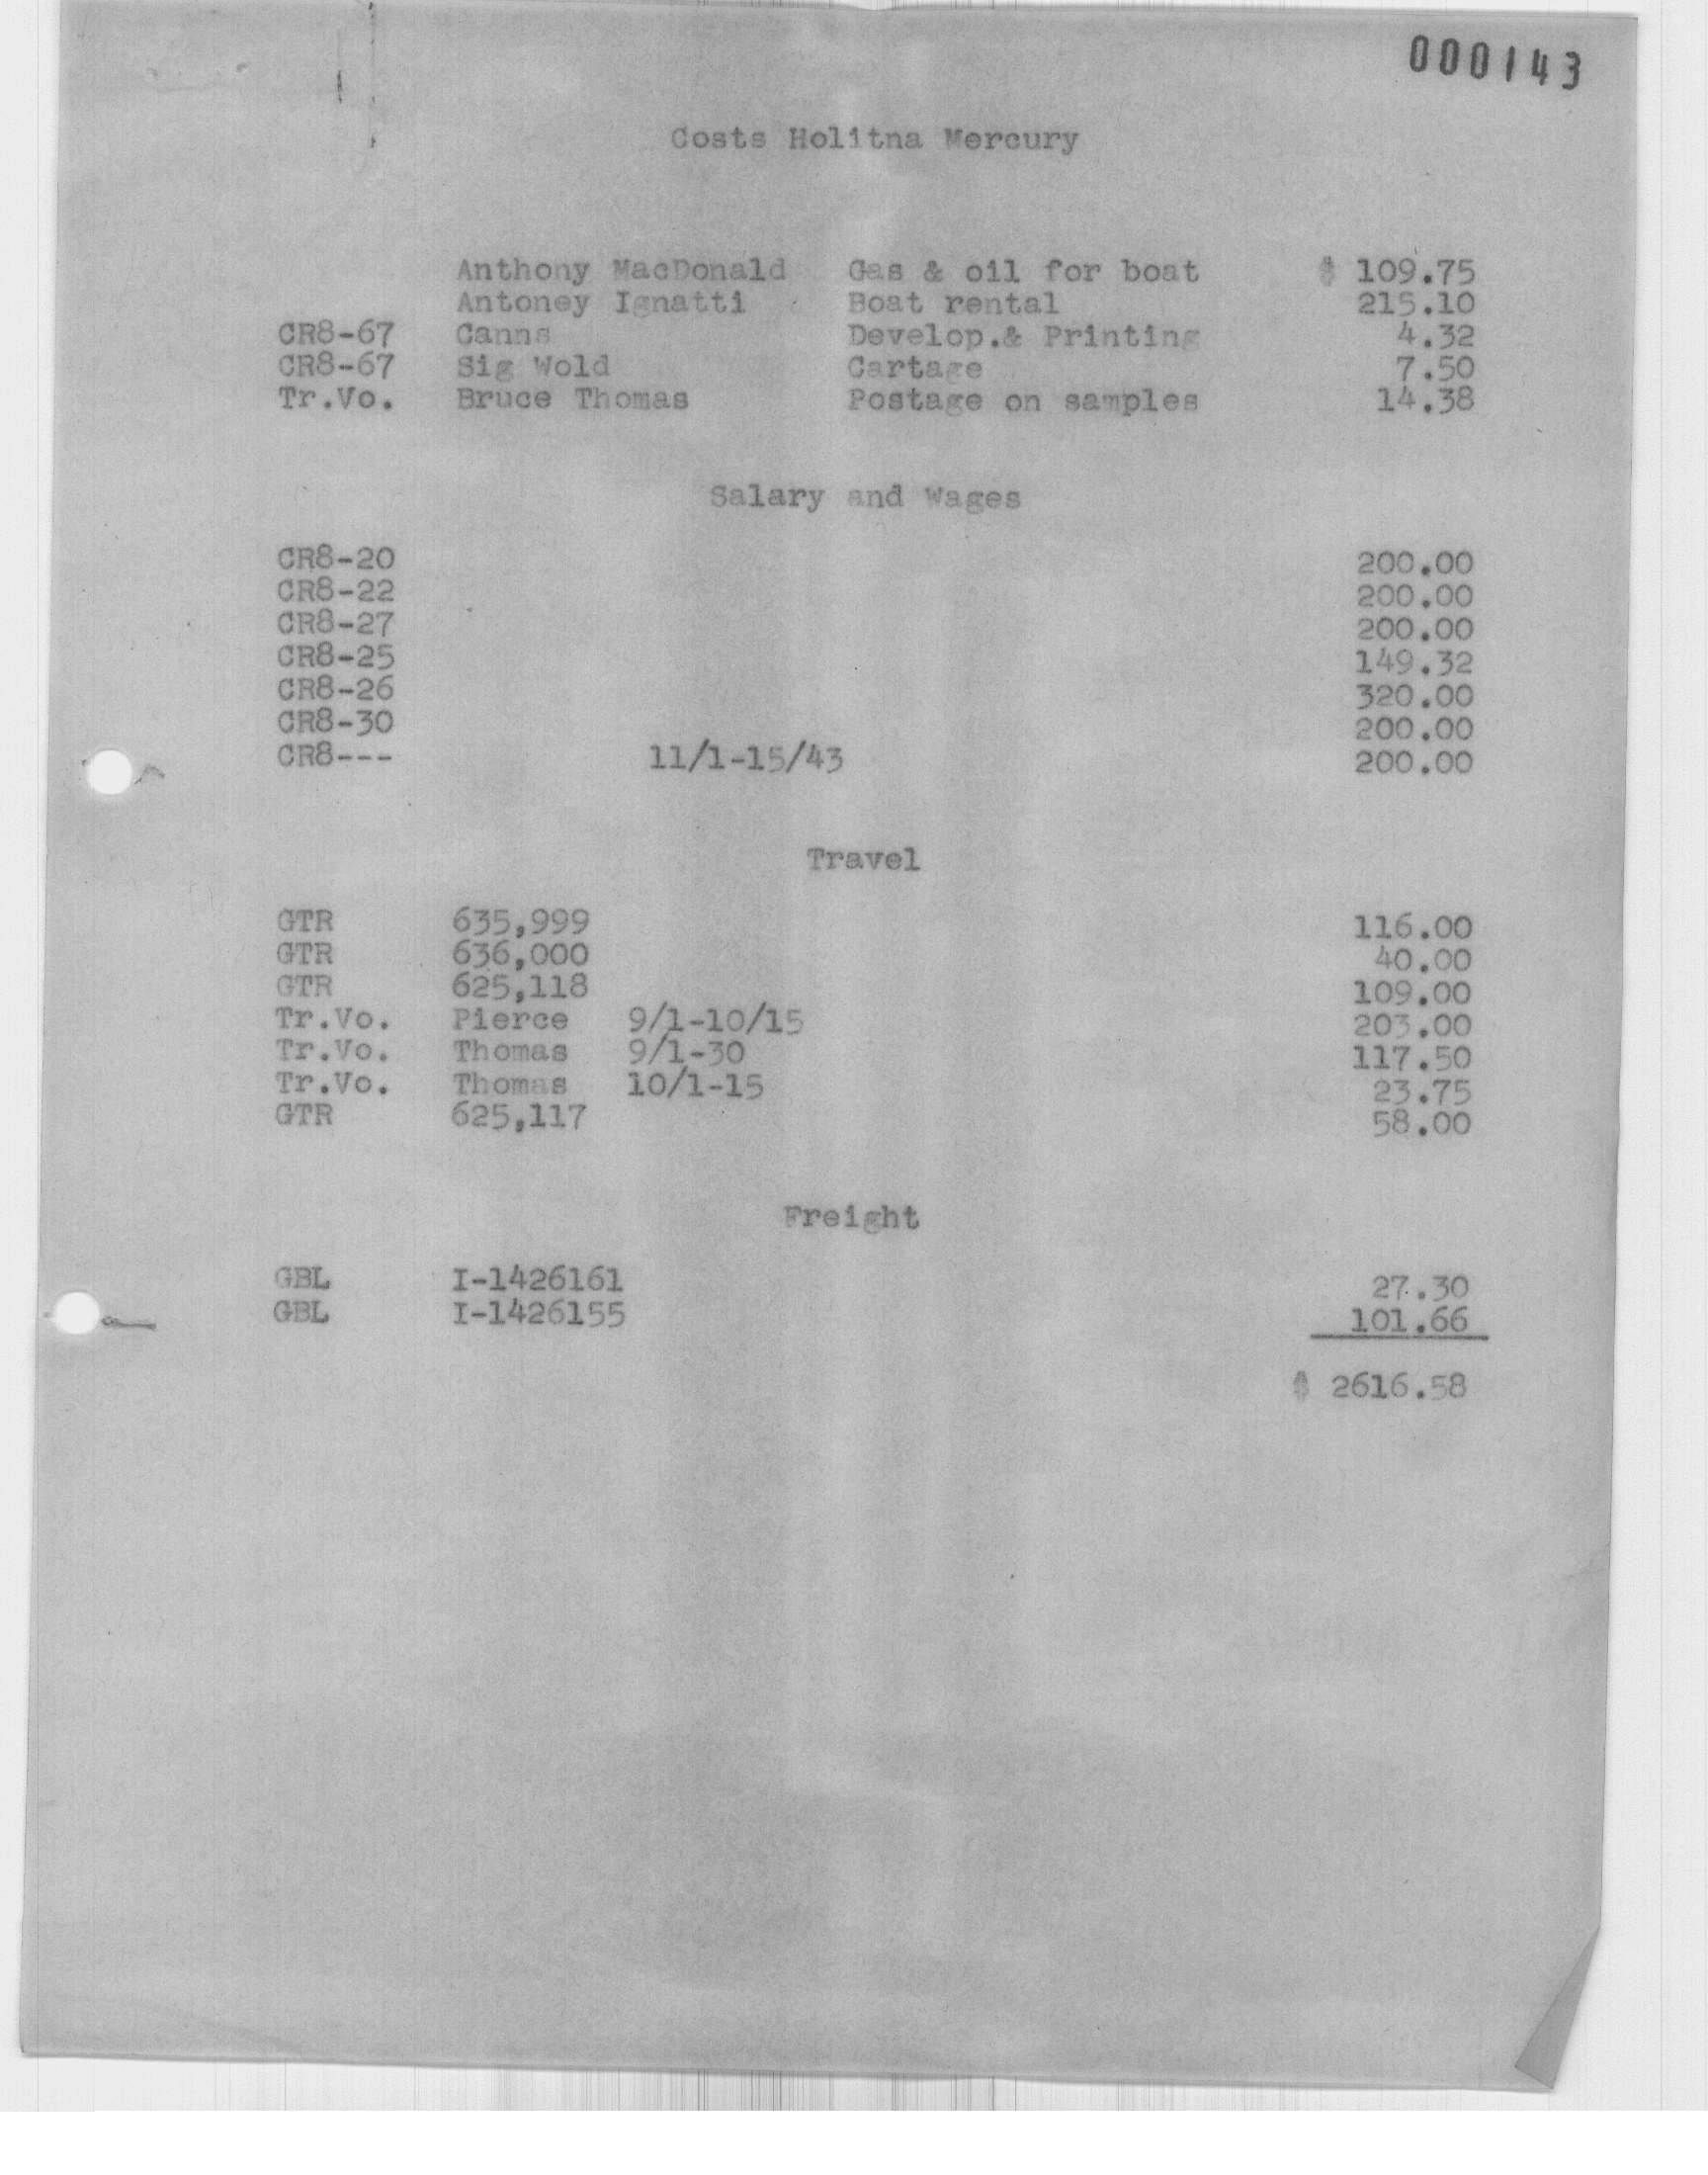 000143
Costs Holitna Mercury
Anthony MacDonald Gas & oil for boat $ 109.75
Antoney Ignatti Boat rental 215.10
CR8-67 Canns Develop.& Printing 4.32
CR8-67 Sig Wold Cartage 7.50
Tr.Vo. Bruce Thomas Postage on samples 14.38
Salary and Wages
CR8-20 200.00
CR8-22 200.00
CR8-27 200.00
CR8-25 149.32
CR8-26 320.00
CR8-30 200.00
CR8--- 11/1-15/43 200.00
Travel
GTR 635,999 116.00
GTR 636,000 40.00
GTR 625,118 109.00
Tr.Vo. Pierce 9/1-10/15 203.00
Tr.Vo. Thomas 9/1-30 117.50
Tr.Vo. Thomas 10/1-15 23.75
GTR 625,117 58.00
Freight
GBL I-1426161 27.30
GBL I-1426155 101.66
$ 2616.58